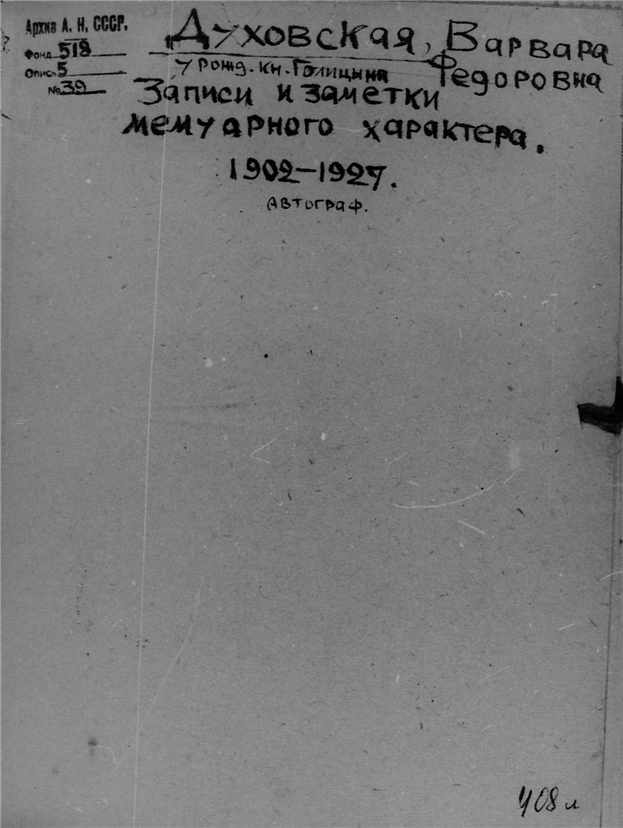 Архив А. Н. СССР.
Фонд 518
Опись 5
№ 39
Духовская, Варвара
урожд. кн. Голицына Федоровна
Записи и заметки
мемуарного характера.
1902–1927.
Автограф.
408 л